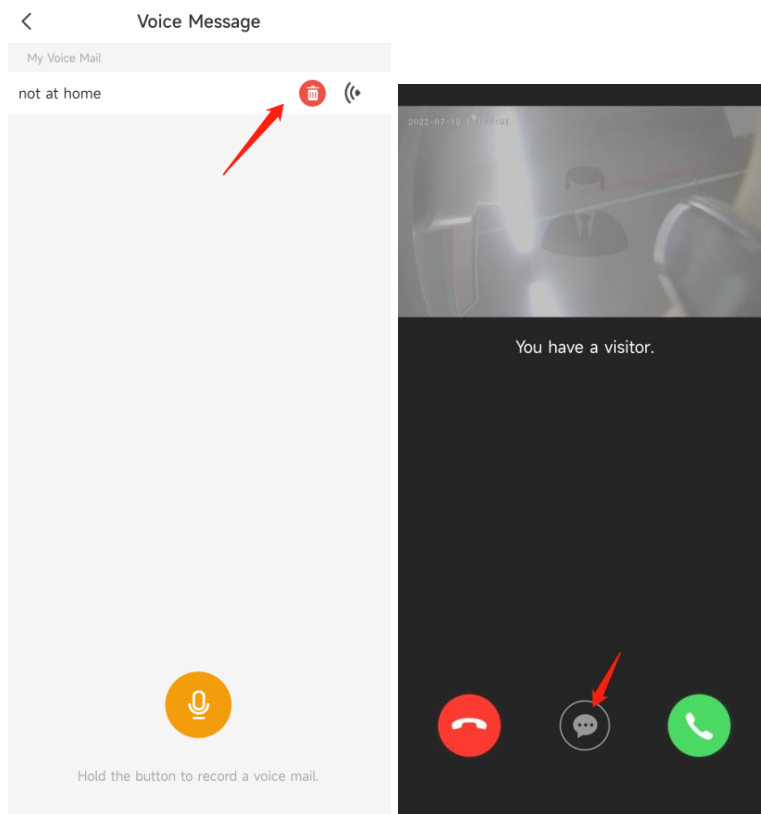 Voice Message
My Voice Mail
not at home
Hold the button to record a voice mail.
You have a visitor.